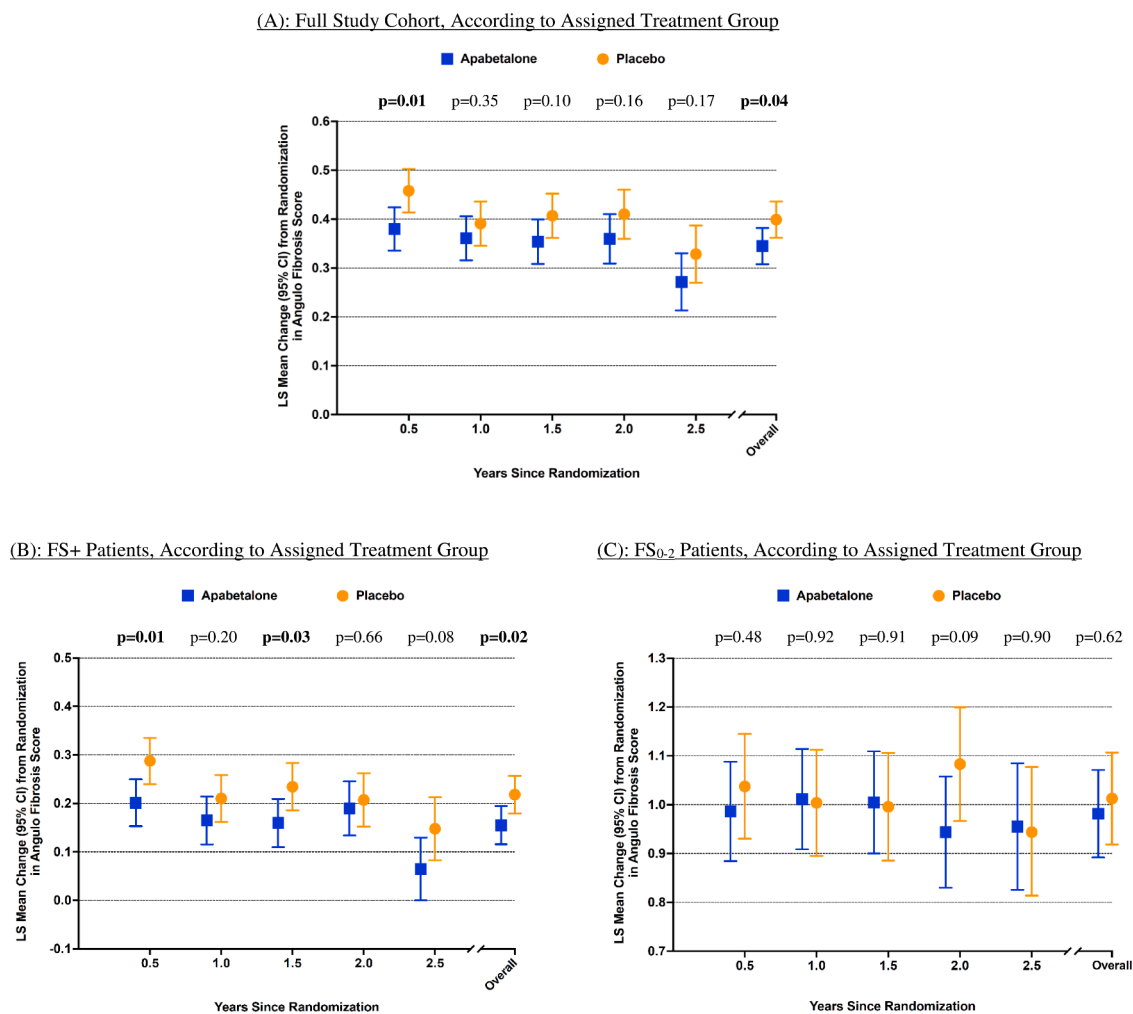 (A): Full Study Cohort, According to Assigned Treatment Group
Apabetalone Placebo
p=0.01 p=0.35 p=0.10 p=0.16 p=0.17 p=0.04
LS Mean Change (95% CI) from Randomization
in Angulo Fibrosis Score
0.6
0.5
0.4
0.3
0.2
0.1
0.0
0.5 1.0 1.5 2.0 2.5 Overall
Years Since Randomization
(B): FS+ Patients, According to Assigned Treatment Group
Apabetalone Placebo
p=0.01 p=0.20 p=0.03 p=0.66 p=0.08 p=0.02
LS Mean Change (95% CI) from Randomization
in Angulo Fibrosis Score
0.5
0.4
0.3
0.2
0.1
0.0
-0.1
0.5 1.0 1.5 2.0 2.5 Overall
Years Since Randomization
(C): FS0-2 Patients, According to Assigned Treatment Group
Apabetalone Placebo
p=0.48 p=0.92 p=0.91 p=0.09 p=0.90 p=0.62
LS Mean Change (95% CI) from Randomization
in Angulo Fibrosis Score
1.3
1.2
1.1
1.0
0.9
0.8
0.7
0.5 1.0 1.5 2.0 2.5 Overall
Years Since Randomization